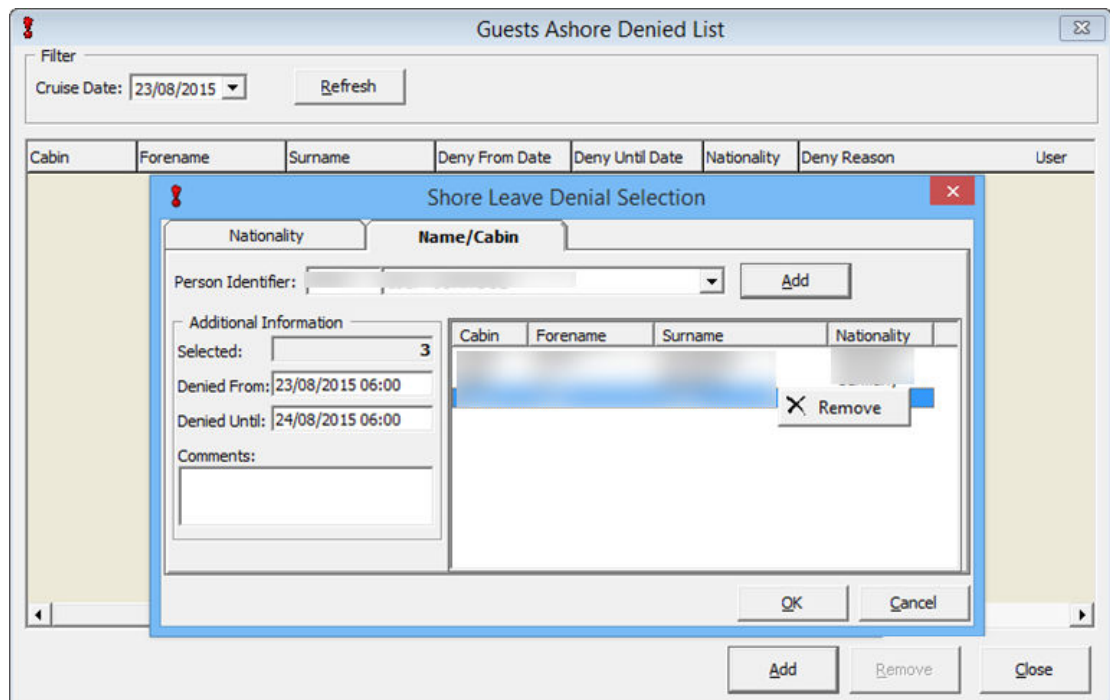 Guests Ashore Denied List
Filter
Cruise Date: 23/08/2015 Refresh
Cabin Forename Surname Deny From Date Deny Until Date Nationality Deny Reason User
Shore Leave Denial Selection
Nationality Name/Cabin
Person Identifier: Add
Additional Information
Selected: 3
Denied From: 23/08/2015 06:00
Denied Until: 24/08/2015 06:00
Comments:
Cabin Forename Surname Nationality
Remove
OK Cancel
Add Remove Close